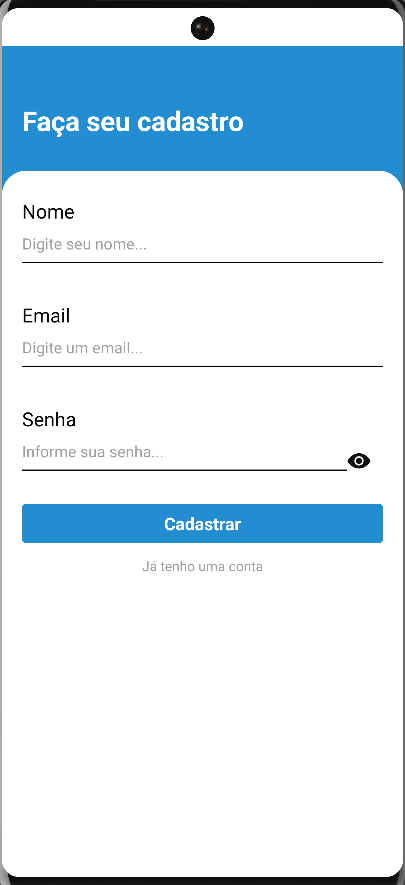 Faça seu cadastro
Nome
Digite seu nome...
Email
Digite um email...
Senha
Informe sua senha...
Cadastrar
Já tenho uma conta